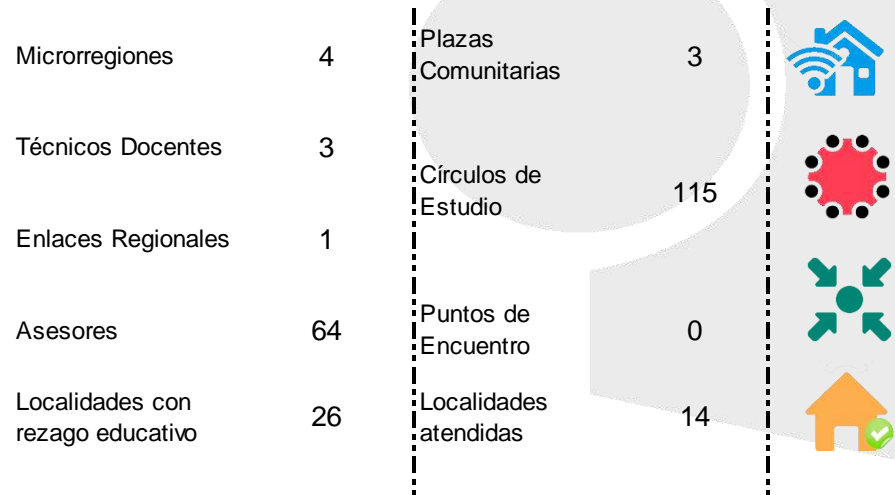 Microrregiones 4
Técnicos Docentes 3
Enlaces Regionales 1
Asesores 64
Localidades con
rezago educativo 26
Plazas
Comunitarias 3
Círculos de
Estudio 115
Puntos de
Encuentro 0
Localidades
atendidas 14